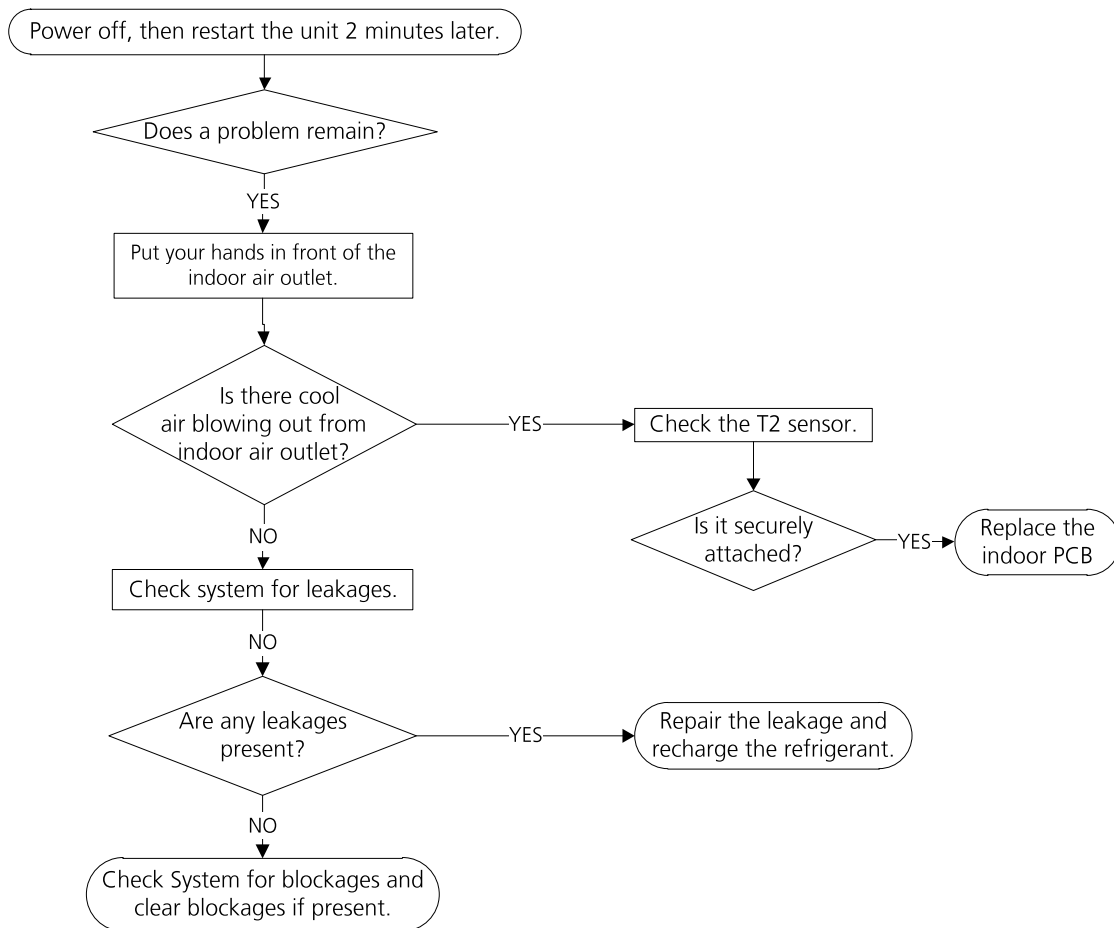 Power off, then restart the unit 2 minutes later.
Does a problem remain?
YES
Put your hands in front of the
indoor air outlet.
Is there cool
air blowing out from
indoor air outlet?
YES
Check the T2 sensor.
Is it securely
attached?
YES
Replace the
indoor PCB
NO
Check system for leakages.
NO
Are any leakages
present?
YES
Repair the leakage and
recharge the refrigerant.
NO
Check System for blockages and
clear blockages if present.